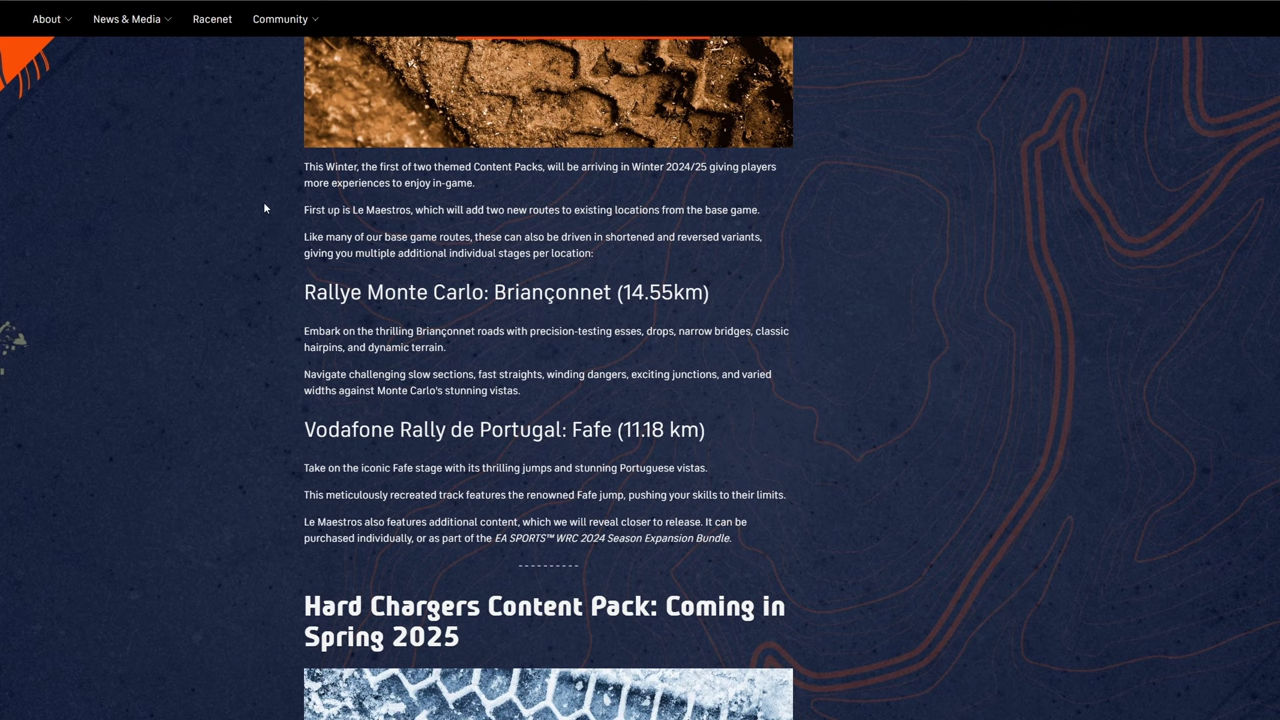 About
News & Media
Racenet
Community
This Winter, the first of two themed Content Packs, will be arriving in Winter 2024/25 giving players
more experiences to enjoy in-game.
First up is Le Maestros, which will add two new routes to existing locations from the base game.
Like many of our base game routes, these can also be driven in shortened and reversed variants,
giving you multiple additional individual stages per location:
Rallye Monte Carlo: Briançonnet (14.55km)
Embark on the thrilling Briançonnet roads with precision-testing esses, drops, narrow bridges, classic
hairpins, and dynamic terrain.
Navigate challenging slow sections, fast straights, winding dangers, exciting junctions, and varied
widths against Monte Carlo's stunning vistas.
Vodafone Rally de Portugal: Fafe (11.18 km)
Take on the iconic Fafe stage with its thrilling jumps and stunning Portuguese vistas.
This meticulously recreated track features the renowned Fafe jump, pushing your skills to their limits.
Le Maestros also features additional content, which we will reveal closer to release. It can be
purchased individually, or as part of the EA SPORTS™ WRC 2024 Season Expansion Bundle.
----------
Hard Chargers Content Pack: Coming in
Spring 2025